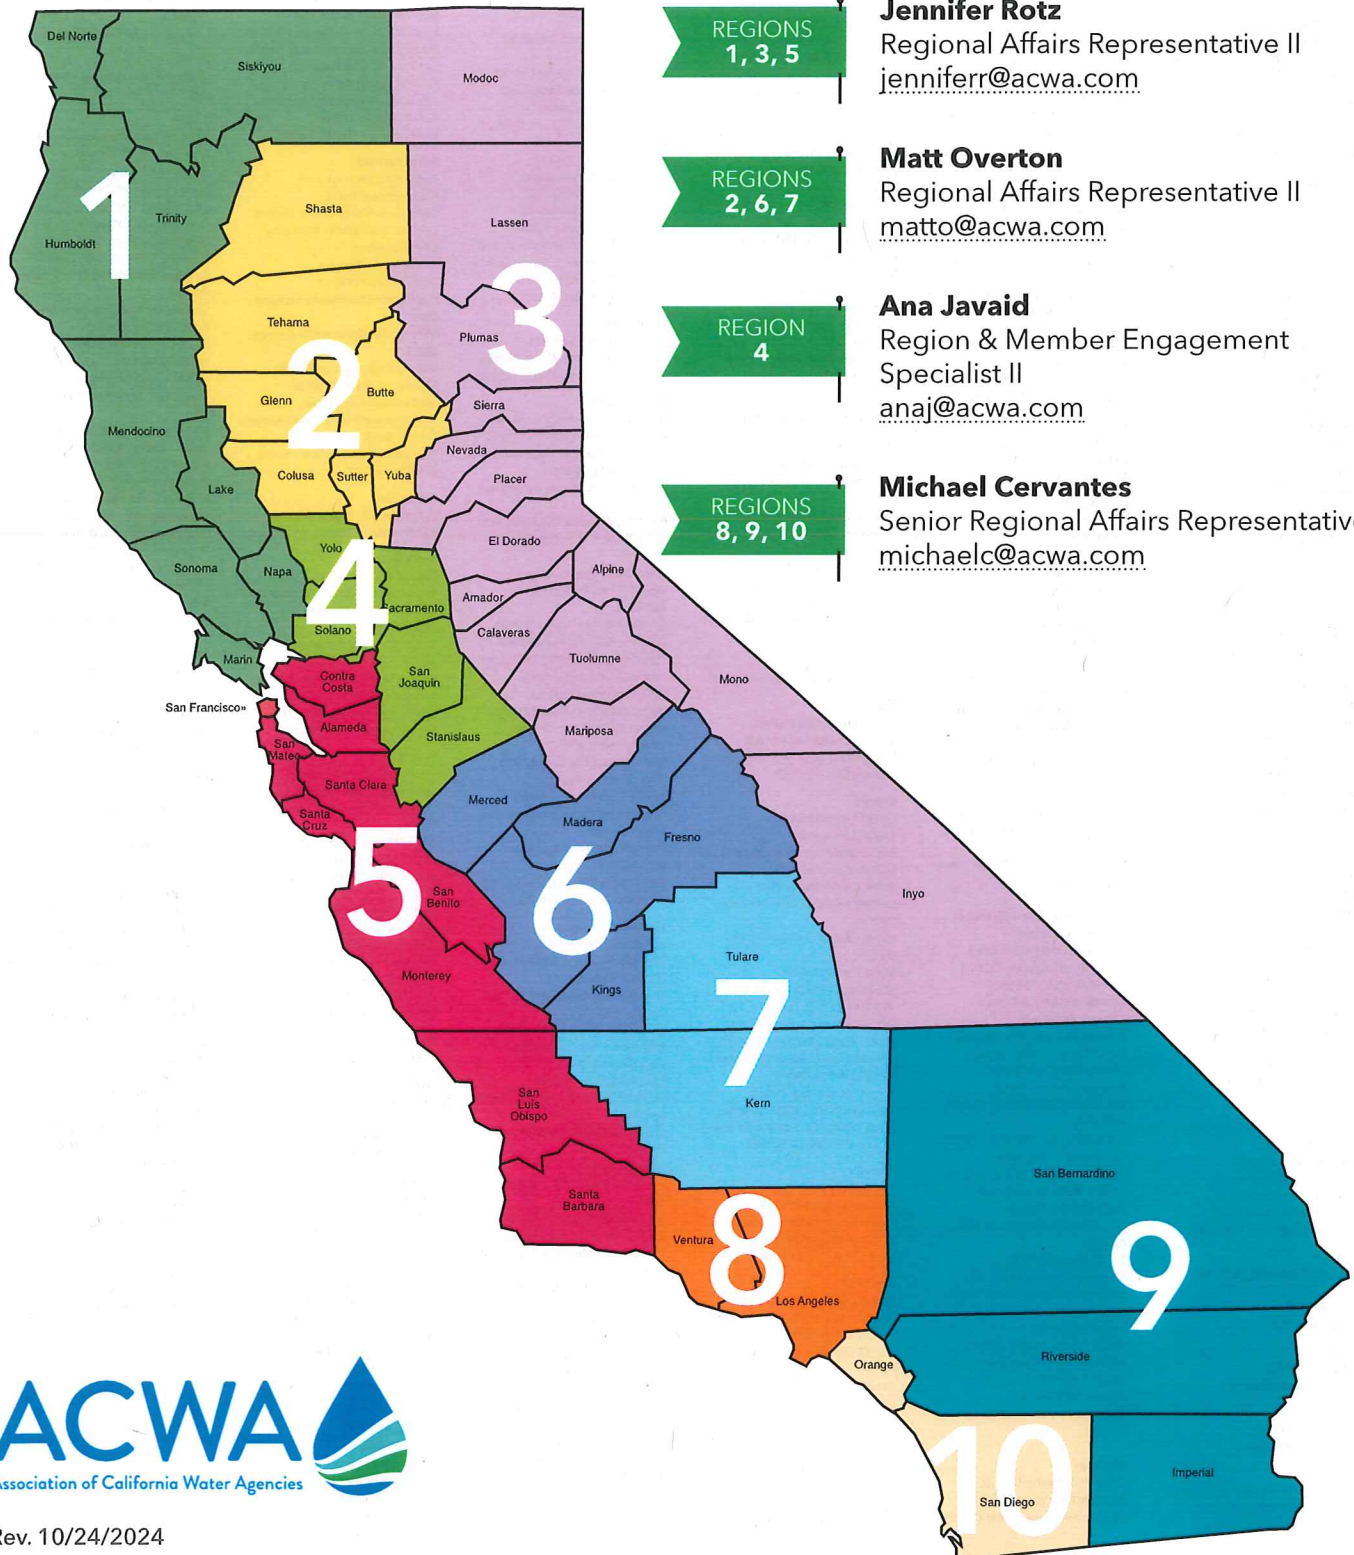 Jennifer Rotz
REGIONS
1, 3, 5
Regional Affairs Representative II
jenniferr@acwa.com
Matt Overton
REGIONS
2, 6, 7
Regional Affairs Representative II
matto@acwa.com
Ana Javaid
REGION
4
Region & Member Engagement
Specialist II
anaj@acwa.com
Michael Cervantes
REGIONS
8, 9, 10
Senior Regional Affairs Representativ
michaelc@acwa.com
Del Norte
Siskiyou
Modoc
1
Humboldt
Trinity
Shasta
Lassen
3
Tehama
Plumas
2
Glenn
Butte
Sierra
Mendocino
Nevada
Lake
Colusa
Sutter
Yuba
Placer
Yolo
4
El Dorado
Sonoma
Napa
Alpine
Amador
Sacramento
Solano
Calaveras
Marin
Contra
Costa
San
Joaquin
Tuolumne
Mono
San Francisco»
Alameda
Stanislaus
Mariposa
San
Mateo
Santa Clara
Merced
Santa
Cruz
Madera
Fresno
5
6
San
Benito
Inyo
Monterey
Kings
Tulare
7
San
Luis
Obispo
Kern
San Bernardino
Santa
Barbara
8
Ventura
9
Los Angeles
Orange
Riverside
10
Imperial
San Diego
ACWA
Association of California Water Agencies
Rev. 10/24/2024